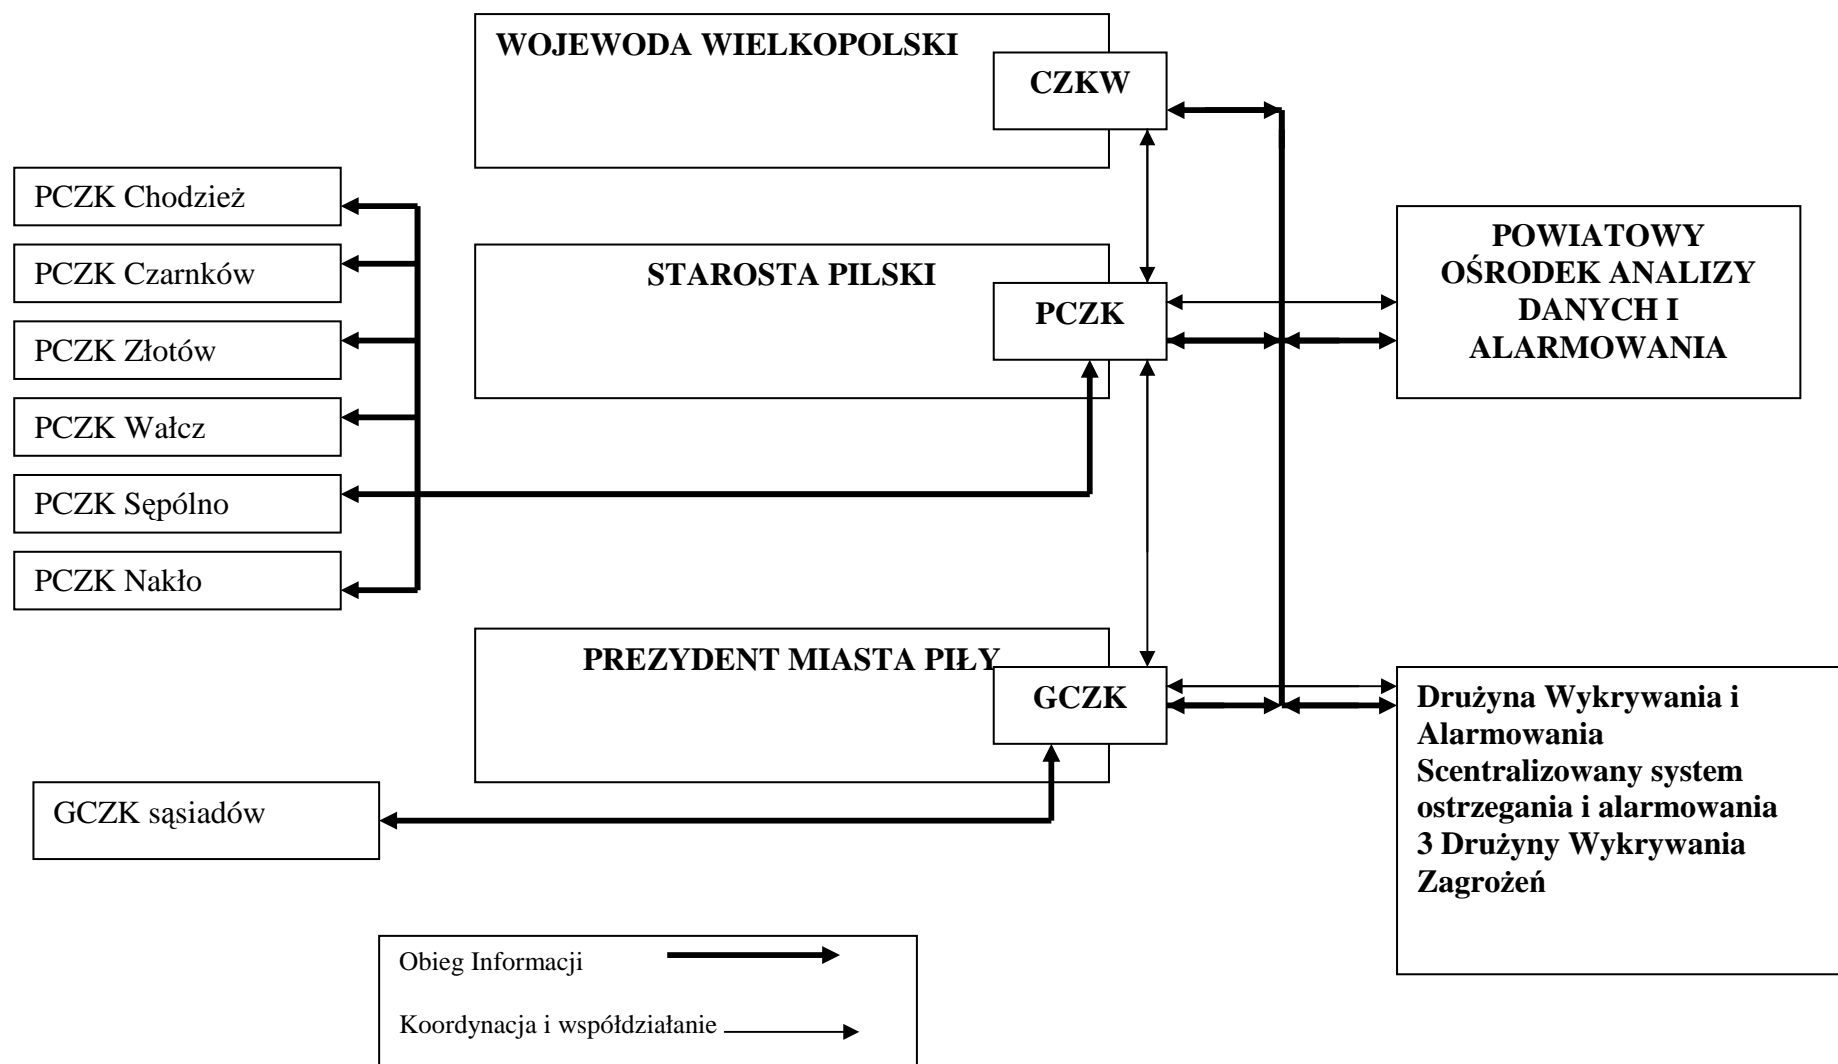 WOJEWODA WIELKOPOLSKI
CZKW
PCZK Chodzież
PCZK Czarnków
PCZK Złotów
PCZK Wałcz
PCZK Sępólno
PCZK Nakło
STAROSTA PILSKI
PCZK
POWIATOWY
OŚRODEK ANALIZY
DANYCH I
ALARMOWANIA
PREZYDENT MIASTA PIŁY
GCZK
Drużyna Wykrywania i
Alarmowania
Scentralizowany system
ostrzegania i alarmowania
3 Drużyny Wykrywania
Zagrożeń
GCZK sąsiadów
Obieg Informacji
Koordynacja i współdziałanie